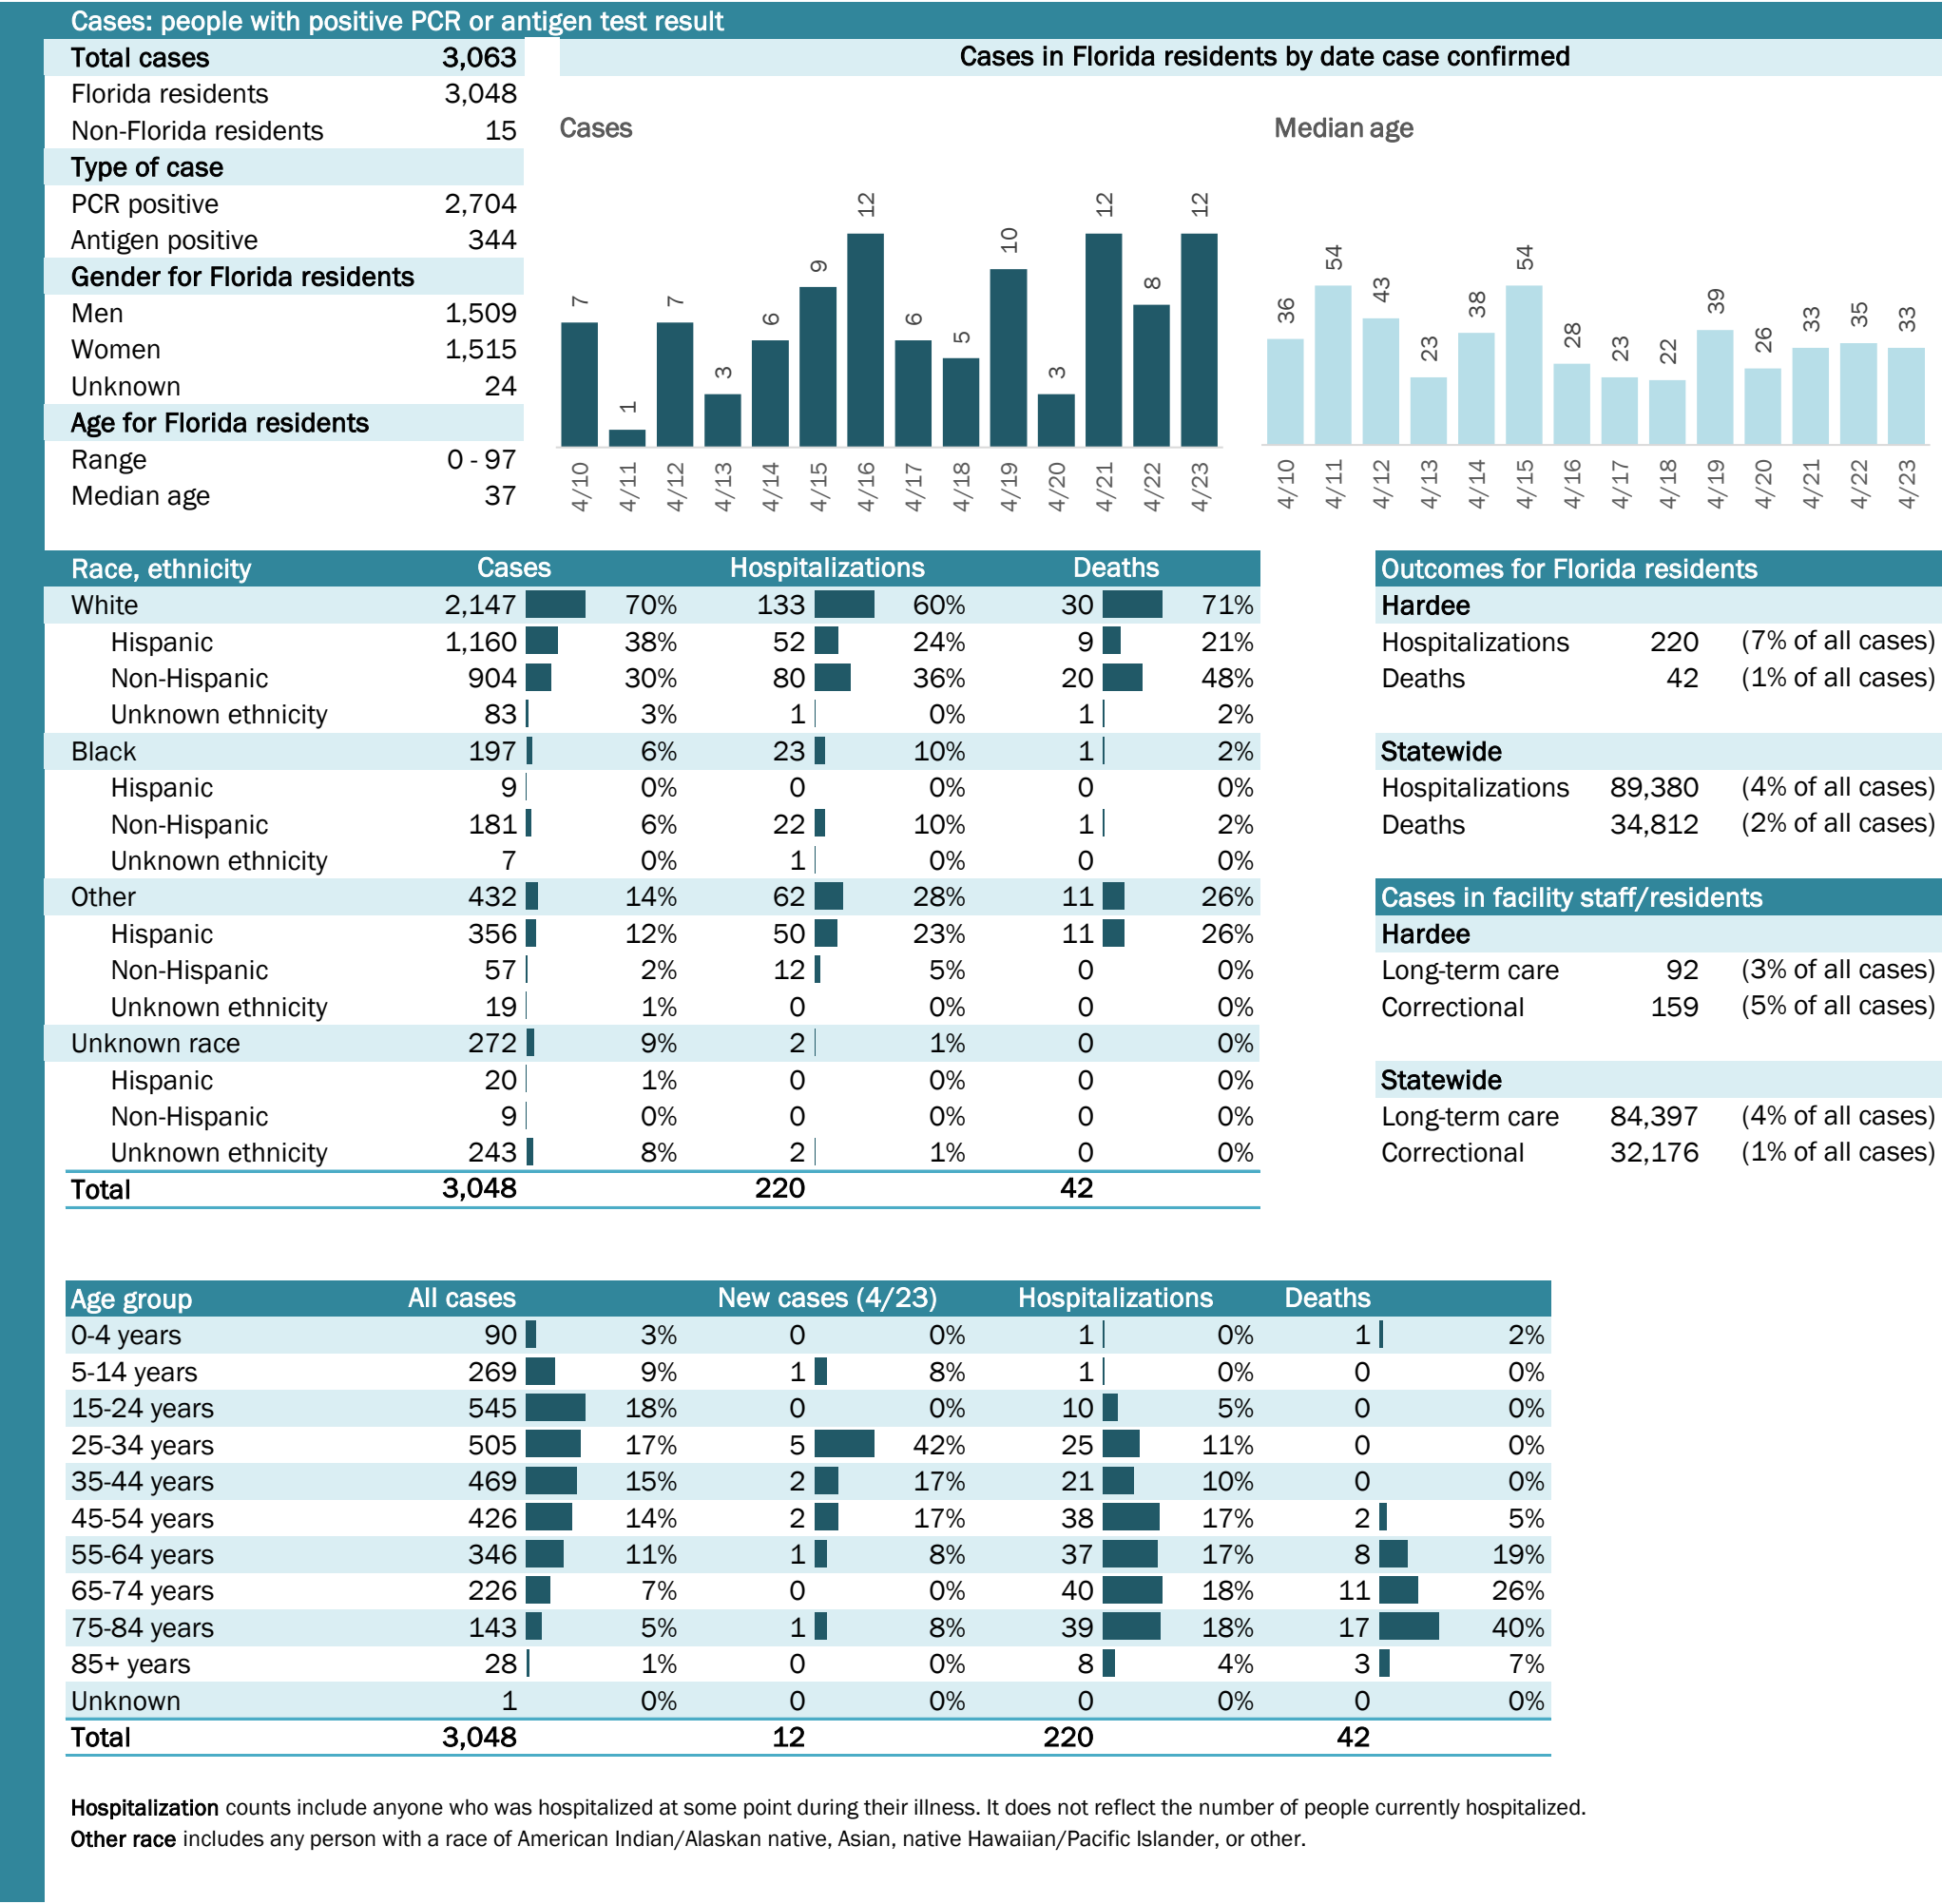 Cases: people with positive PCR or antigen test result
Total cases 3,063
Florida residents 3,048
Non-Florida residents 15
Type of case
PCR positive 2,704
Antigen positive 344
Gender for Florida residents
Men 1,509
Women 1,515
Unknown 24
Age for Florida residents
Range 0 - 97
Median age 37
Cases in Florida residents by date case confirmed
Cases
7 1 7 3 6 9 12 6 5 10 3 12 8 12
4/10 4/11 4/12 4/13 4/14 4/15 4/16 4/17 4/18 4/19 4/20 4/21 4/22 4/23
Median age
36 54 43 23 38 54 28 23 22 39 26 33 35 33
4/10 4/11 4/12 4/13 4/14 4/15 4/16 4/17 4/18 4/19 4/20 4/21 4/22 4/23
Race, ethnicity Cases Hospitalizations Deaths
White 2,147 70% 133 60% 30 71%
Hispanic 1,160 38% 52 24% 9 21%
Non-Hispanic 904 30% 80 36% 20 48%
Unknown ethnicity 83 3% 1 0% 1 2%
Black 197 6% 23 10% 1 2%
Hispanic 9 0% 0 0% 0 0%
Non-Hispanic 181 6% 22 10% 1 2%
Unknown ethnicity 7 0% 1 0% 0 0%
Other 432 14% 62 28% 11 26%
Hispanic 356 12% 50 23% 11 26%
Non-Hispanic 57 2% 12 5% 0 0%
Unknown ethnicity 19 1% 0 0% 0 0%
Unknown race 272 9% 2 1% 0 0%
Hispanic 20 1% 0 0% 0 0%
Non-Hispanic 9 0% 0 0% 0 0%
Unknown ethnicity 243 8% 2 1% 0 0%
Total 3,048 220 42
Outcomes for Florida residents
Hardee
Hospitalizations 220 (7% of all cases)
Deaths 42 (1% of all cases)
Statewide
Hospitalizations 89,380 (4% of all cases)
Deaths 34,812 (2% of all cases)
Cases in facility staff/residents
Hardee
Long-term care 92 (3% of all cases)
Correctional 159 (5% of all cases)
Statewide
Long-term care 84,397 (4% of all cases)
Correctional 32,176 (1% of all cases)
Age group All cases New cases (4/23) Hospitalizations Deaths
0-4 years 90 3% 0 0% 1 0% 1 2%
5-14 years 269 9% 1 8% 1 0% 0 0%
15-24 years 545 18% 0 0% 10 5% 0 0%
25-34 years 505 17% 5 42% 25 11% 0 0%
35-44 years 469 15% 2 17% 21 10% 0 0%
45-54 years 426 14% 2 17% 38 17% 2 5%
55-64 years 346 11% 1 8% 37 17% 8 19%
65-74 years 226 7% 0 0% 40 18% 11 26%
75-84 years 143 5% 1 8% 39 18% 17 40%
85+ years 28 1% 0 0% 8 4% 3 7%
Unknown 1 0% 0 0% 0 0% 0 0%
Total 3,048 12 220 42
Hospitalization counts include anyone who was hospitalized at some point during their illness. It does not reflect the number of people currently hospitalized.
Other race includes any person with a race of American Indian/Alaskan native, Asian, native Hawaiian/Pacific Islander, or other.